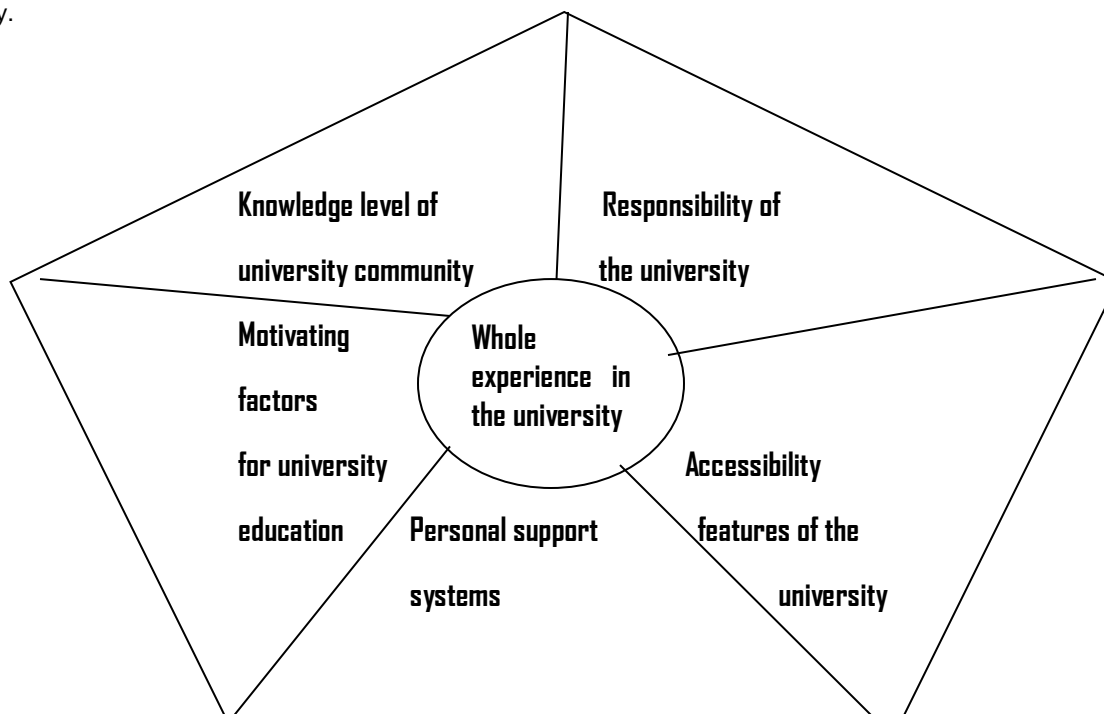 y.
Knowledge level of
university community
Responsibility of
the university
Motivating
factors
for university
education
Whole
experience in
the university
Accessibility
features of the
university
Personal support
systems